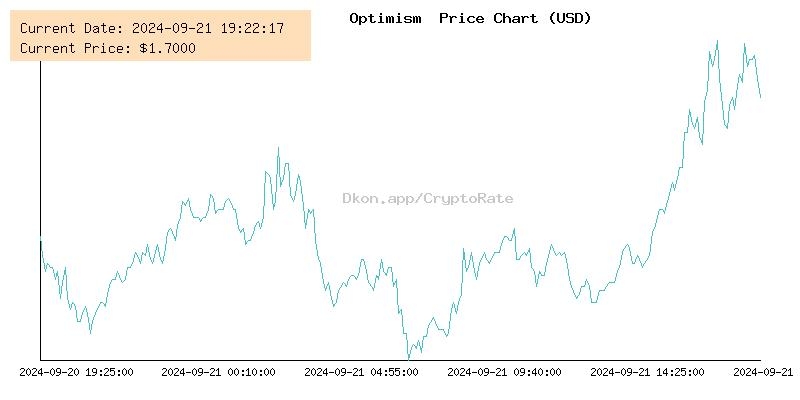 Optimism  Price Chart (USD)
Current Date: 2024-09-21 19:22:17
Current Price: $1.7000
Dkon.app/CryptoRate
2024-09-20 19:25:00 2024-09-21 00:10:00 2024-09-21 04:55:00 2024-09-21 09:40:00 2024-09-21 14:25:00 2024-09-21